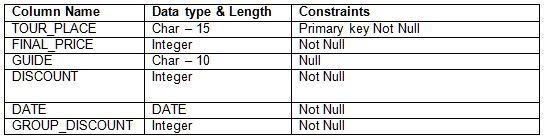 Column Name Data type & Length Constraints
TOUR_PLACE Char – 15 Primary key Not Null
FINAL_PRICE Integer Not Null
GUIDE Char – 10 Null
DISCOUNT Integer Not Null
DATE DATE Not Null
GROUP_DISCOUNT Integer Not Null